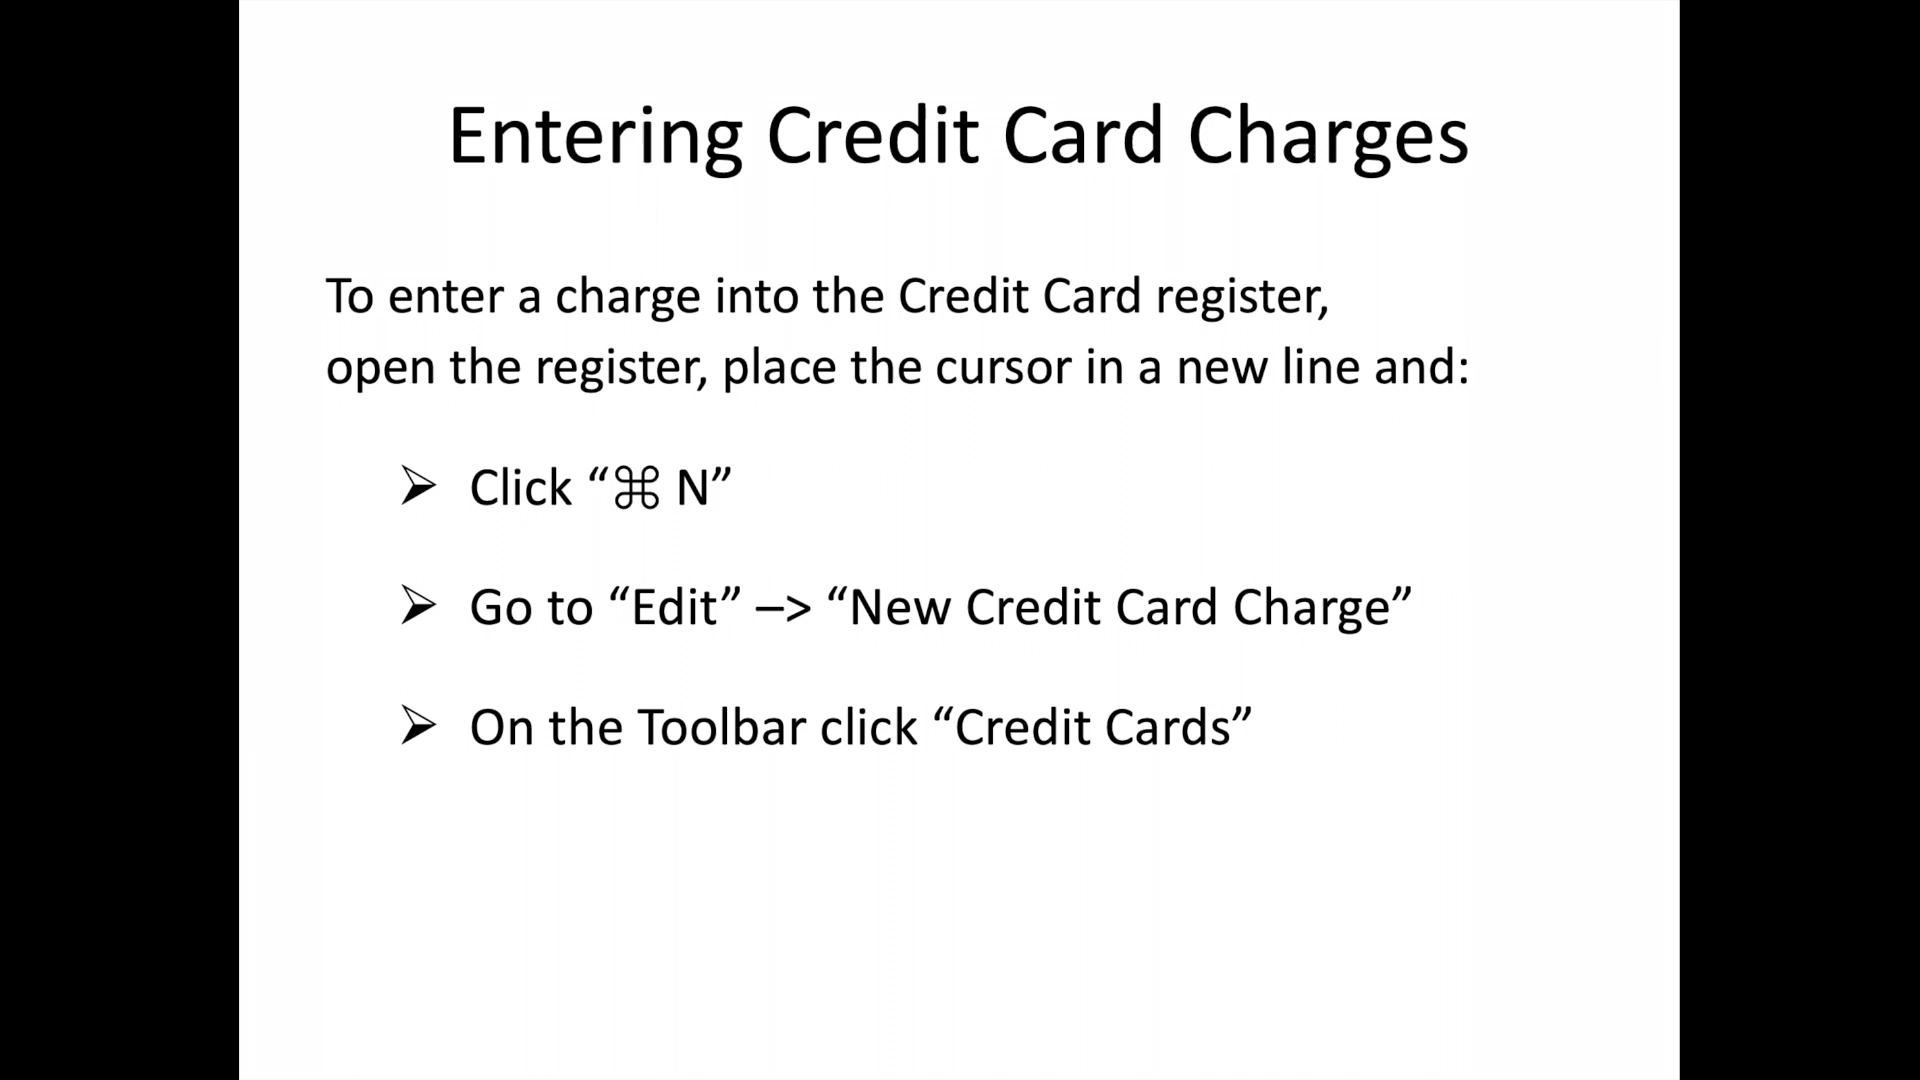 Entering Credit Card Charges
To enter a charge into the Credit Card register,
open the register, place the cursor in a new line and:
➢ Click “⌘ N”
➢ Go to “Edit” –> “New Credit Card Charge”
➢ On the Toolbar click “Credit Cards”